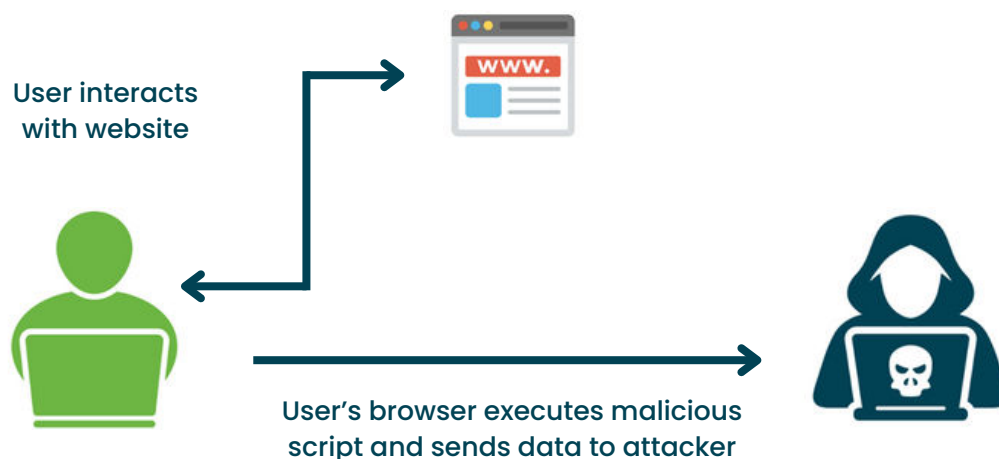 www.
User interacts
with website
User’s browser executes malicious
script and sends data to attacker